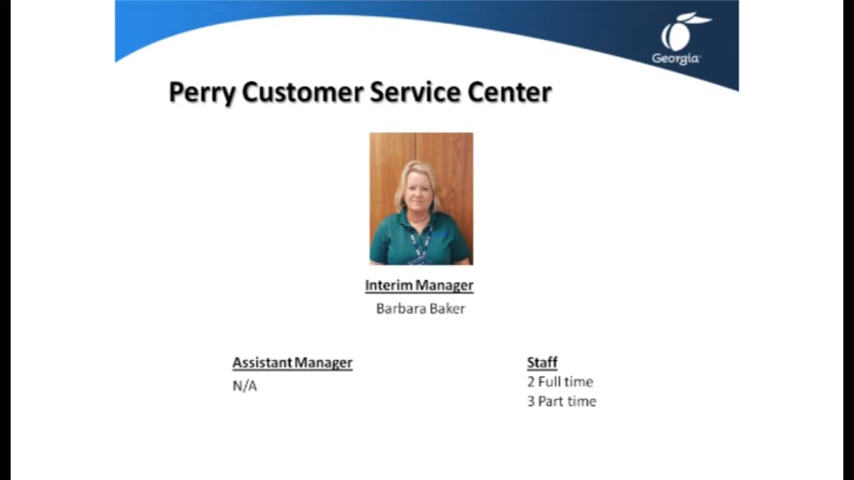 Georgia
Perry Customer Service Center
Interim Manager
Barbara Baker
Assistant Manager
N/A
Staff
2 Full time
3 Part time